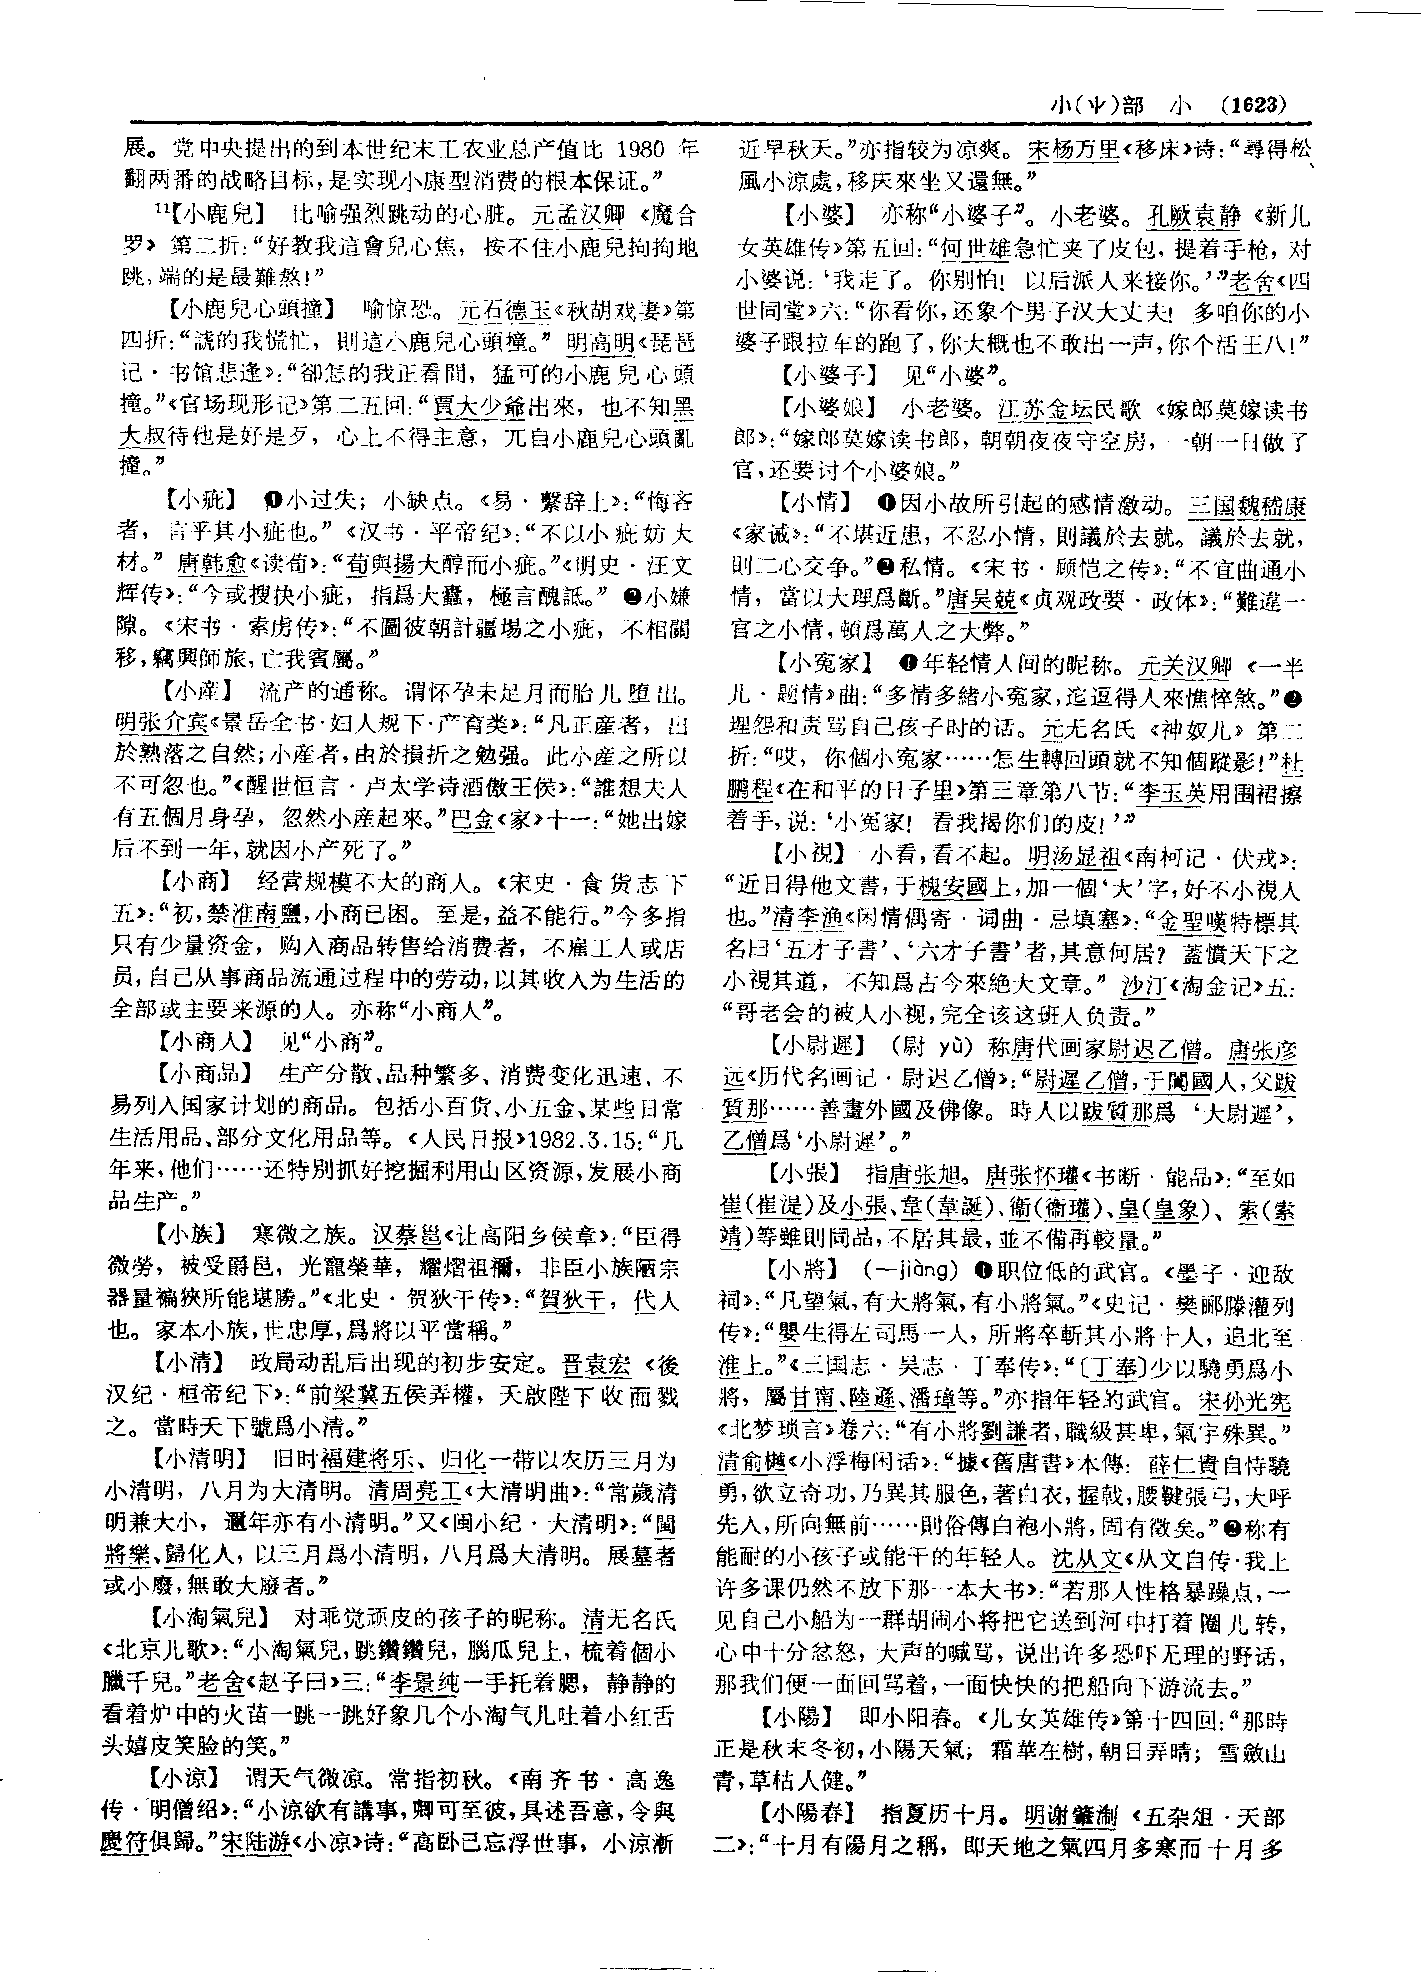 小(⺌)部　小　(1623)
展。党中央提出的到本世纪末工农业总产值比 1980 年
翻两番的战略目标,是实现小康型消费的根本保证。”
11【小鹿兒】　比喻强烈跳动的心脏。元孟汉卿《魔合
罗》第二折:“好教我這會兒心焦，按不住小鹿兒拘拘地
跳,端的是最難熬!”
【小鹿兒心頭撞】　喻惊恐。元石德玉《秋胡戏妻》第
四折:“諕的我慌忙，則這小鹿兒心頭撞。”明高明《琵琶
记·书馆悲逢》:“卻怎的我正看間，猛可的小鹿兒心頭
撞。”《官场现形记》第二五回:“賈大少爺出來，也不知黑
大叔待他是好是歹，心上不得主意，兀自小鹿兒心頭亂
撞。”
【小疵】　❶小过失；小缺点。《易·繫辞上》:“悔吝
者，言乎其小疵也。”《汉书·平帝纪》:“不以小疵妨大
材。”唐韩愈《读荀》:“荀與揚大醇而小疵。”《明史·汪文
辉传》:“今或搜抉小疵，指爲大蠹，極言醜詆。”❷小嫌
隙。《宋书·索虏传》:“不圖彼朝計疆場之小疵，不相關
移,竊興師旅,亡我賓屬。”
【小産】　流产的通称。谓怀孕未足月而胎儿堕出。
明张介宾《景岳全书·妇人规下·产育类》:“凡正産者，出
於熟落之自然;小産者,由於損折之勉强。此小産之所以
不可忽也。”《醒世恒言·卢太学诗酒傲王侯》:“誰想大人
有五個月身孕，忽然小産起來。”巴金《家》十一:“她出嫁
后不到一年,就因小产死了。”
【小商】　经营规模不大的商人。《宋史·食货志下
五》:“初,禁淮南鹽,小商已困。至是,益不能行。”今多指
只有少量资金，购入商品转售给消费者，不雇工人或店
员,自己从事商品流通过程中的劳动,以其收入为生活的
全部或主要来源的人。亦称“小商人”。
【小商人】　见“小商”。
【小商品】　生产分散、品种繁多、消费变化迅速、不
易列入国家计划的商品。包括小百货、小五金、某些日常
生活用品、部分文化用品等。《人民日报》1982.3.15:“几
年来,他们……还特别抓好挖掘利用山区资源,发展小商
品生产。”
【小族】　寒微之族。汉蔡邕《让高阳乡侯章》:“臣得
微勞，被受爵邑，光寵榮華，耀熠祖禰，非臣小族陋宗
器量褊狹所能堪勝。”《北史·贺狄干传》:“賀狄干，代人
也。家本小族,世忠厚,爲將以平當稱。”
【小清】　政局动乱后出现的初步安定。晋袁宏《後
汉纪·桓帝纪下》:“前梁冀五侯弄權，天啟陛下收而戮
之。當時天下號爲小清。”
【小清明】　旧时福建将乐、归化一带以农历三月为
小清明，八月为大清明。清周亮工《大清明曲》:“常歲清
明兼大小，遡年亦有小清明。”又《闽小纪·大清明》:“閩
將樂、歸化人，以三月爲小清明，八月爲大清明。展墓者
或小廢,無敢大廢者。”
【小淘氣兒】　对乖觉顽皮的孩子的昵称。清无名氏
《北京儿歌》:“小淘氣兒,跳鑽鑽兒，腦瓜兒上，梳着個小
臘千兒。”老舍《赵子曰》三:“李景纯一手托着腮，静静的
看着炉中的火苗一跳一跳好象几个小淘气儿吐着小红舌
头嬉皮笑脸的笑。”
【小涼】　谓天气微凉。常指初秋。《南齐书·高逸
传·明僧绍》:“小涼欲有講事,卿可至彼,具述吾意,令與
慶符俱歸。”宋陆游《小凉》诗:“高卧已忘浮世事，小涼漸
近早秋天。”亦指较为凉爽。宋杨万里《移床》诗:“尋得松
風小涼處,移床來坐又還無。”
【小婆】　亦称“小婆子”。小老婆。孔厥袁静《新儿
女英雄传》第五回:“何世雄急忙夹了皮包，提着手枪，对
小婆说:‘我走了。你别怕！以后派人来接你。’”老舍《四
世同堂》六:“你看你,还象个男子汉大丈夫！多咱你的小
婆子跟拉车的跑了,你大概也不敢出一声,你个活王八!”
【小婆子】　见“小婆”。
【小婆娘】　小老婆。江苏金坛民歌《嫁郎莫嫁读书
郎》:“嫁郎莫嫁读书郎，朝朝夜夜守空房，一朝一日做了
官,还要讨个小婆娘。”
【小情】　❶因小故所引起的感情激动。三国魏嵇康
《家诫》:“不堪近患，不忍小情，則議於去就。議於去就，
則二心交争。”❷私情。《宋书·顾恺之传》:“不宜曲通小
情，當以大理爲斷。”唐吴兢《贞观政要·政体》:“難違一
官之小情,頓爲萬人之大弊。”
【小冤家】　❶年轻情人间的昵称。元关汉卿《一半
儿·题情》曲:“多情多緒小冤家,迤逗得人來憔悴煞。”❷
埋怨和责骂自己孩子时的话。元无名氏《神奴儿》第二
折:“哎，你個小冤家……怎生轉回頭就不知個蹤影!”杜
鹏程《在和平的日子里》第三章第八节:“李玉英用围裙擦
着手,说:‘小冤家！看我揭你们的皮!’”
【小視】　小看,看不起。明汤显祖《南柯记·伏戎》:
“近日得他文書,于槐安國上,加一個‘大’字,好不小視人
也。”清李渔《闲情偶寄·词曲·忌填塞》:“金聖嘆特標其
名曰‘五才子書’、‘六才子書’者,其意何居？蓋憤天下之
小視其道，不知爲古今來絶大文章。”沙汀《淘金记》五:
“哥老会的被人小视,完全该这班人负责。”
【小尉遲】　(尉 yù) 称唐代画家尉迟乙僧。唐张彦
远《历代名画记·尉迟乙僧》:“尉遲乙僧,于闐國人,父跋
質那……善畫外國及佛像。時人以跋質那爲‘大尉遲’，
乙僧爲‘小尉遲’。”
【小張】　指唐张旭。唐张怀瓘《书断·能品》:“至如
崔(崔湜)及小張、韋(韋誕)、衛(衞瓘)、皇(皇象)、索(索
靖)等雖則同品,不居其最,並不備再較量。”
【小將】　(—jiàng) ❶职位低的武官。《墨子·迎敌
祠》:“凡望氣,有大將氣,有小將氣。”《史记·樊郦滕灌列
传》:“嬰生得左司馬一人，所將卒斬其小將十人，追北至
淮上。”《三国志·吴志·丁奉传》:“〔丁奉〕少以驍勇爲小
將，屬甘甯、陸遜、潘璋等。”亦指年轻的武官。宋孙光宪
《北梦琐言》卷六:“有小將劉謙者,職級甚卑,氣宇殊異。”
清俞樾《小浮梅闲话》:“據《舊唐書》本傳：薛仁貴自恃驍
勇,欲立奇功,乃異其服色,著白衣,握戟,腰鞬張弓,大呼
先入,所向無前……則俗傳白袍小將,固有徵矣。”❷称有
能耐的小孩子或能干的年轻人。沈从文《从文自传·我上
许多课仍然不放下那一本大书》:“若那人性格暴躁点,一
见自己小船为一群胡闹小将把它送到河中打着圈儿转，
心中十分忿怒，大声的喊骂，说出许多恐吓无理的野话，
那我们便一面回骂着,一面快快的把船向下游流去。”
【小陽】　即小阳春。《儿女英雄传》第十四回:“那時
正是秋末冬初,小陽天氣；霜華在樹,朝日弄晴；雪斂山
青,草枯人健。”
【小陽春】　指夏历十月。明谢肇淛《五杂俎·天部
二》:“十月有陽月之稱，即天地之氣四月多寒而十月多